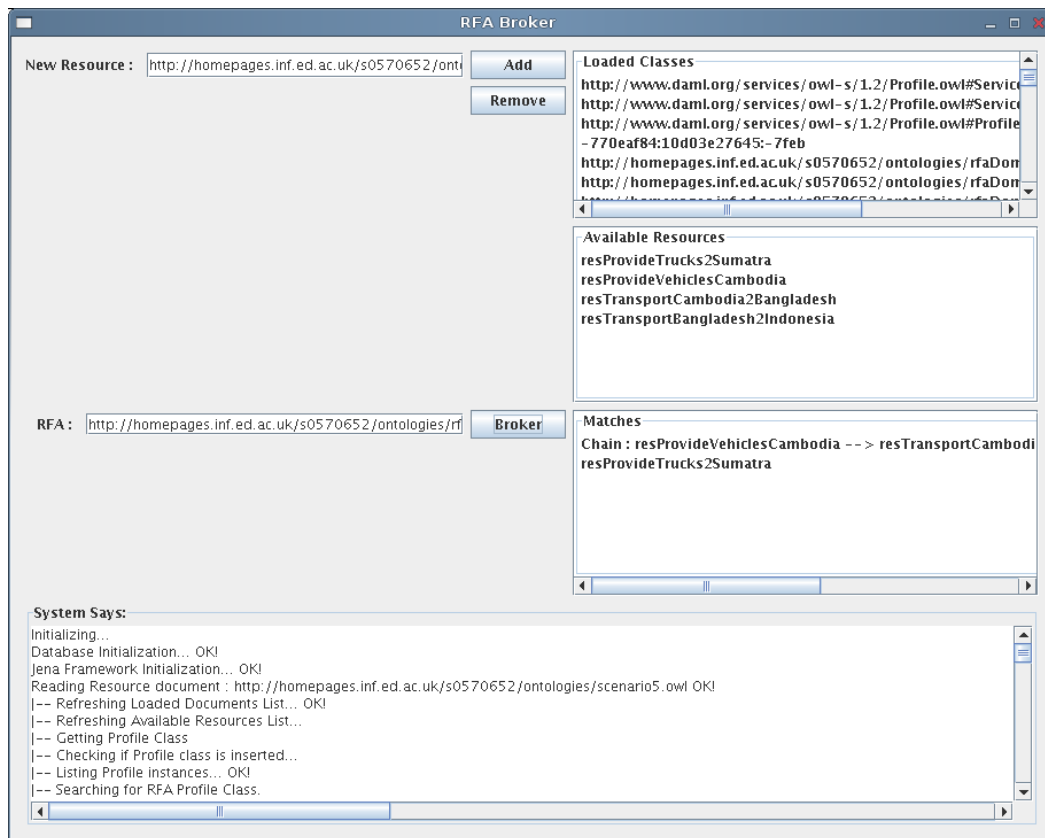 RFA Broker
New Resource :
http://homepages.inf.ed.ac.uk/s0570652/ont
Add
Remove
Loaded Classes
http://www.daml.org/services/owl-s/1.2/Profile.owl#Servic
http://www.daml.org/services/owl-s/1.2/Profile.owl#Service
http://www.daml.org/services/owl-s/1.2/Profile.owl#Profile
-770eaf84:10d03e27645:-7feb
http://homepages.inf.ed.ac.uk/s0570652/ontologies/rfaDom
http://homepages.inf.ed.ac.uk/s0570652/ontologies/rfaDom
Available Resources
resProvideTrucks2Sumatra
resProvideVehiclesCambodia
resTransportCambodia2Bangladesh
resTransportBangladesh2Indonesia
RFA :
http://homepages.inf.ed.ac.uk/s0570652/ontologies/rf
Broker
Matches
Chain : resProvideVehiclesCambodia --> resTransportCambodi
resProvideTrucks2Sumatra
System Says:
Initializing...
Database Initialization... OK!
Jena Framework Initialization... OK!
Reading Resource document : http://homepages.inf.ed.ac.uk/s0570652/ontologies/scenario5.owl OK!
|-- Refreshing Loaded Documents List... OK!
|-- Refreshing Available Resources List...
|-- Getting Profile Class
|-- Checking if Profile class is inserted...
|-- Listing Profile instances... OK!
|-- Searching for RFA Profile Class.